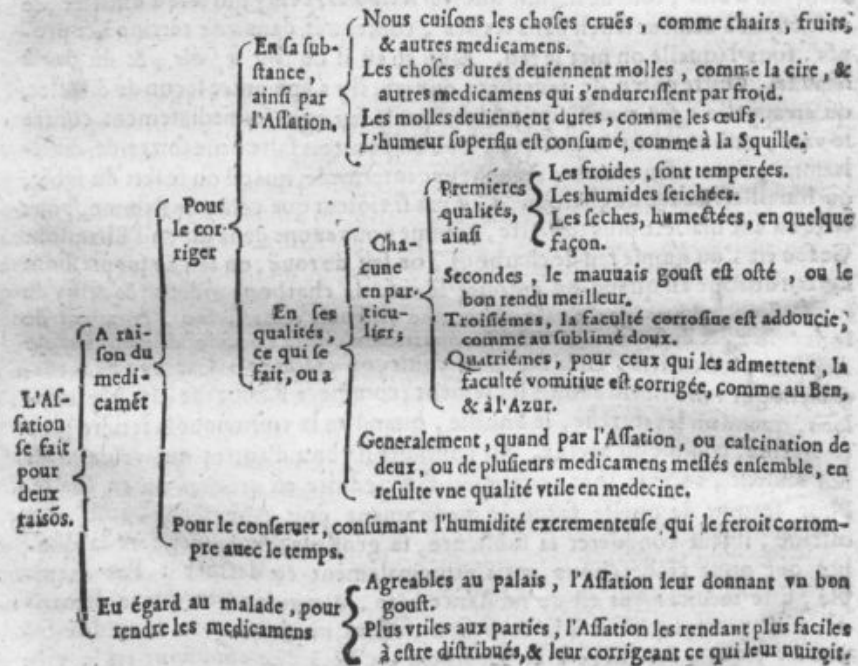 L'Aſ-
ſation
ſe fait
pour
deux
raiſõs.
A rai-
ſon du
medi-
camẽt
Pour
le cor-
riger
En ſa ſub-
ſtance,
ainſi par
l'Aſſation.
Nous cuiſons les choſes cruës, comme chairs, fruits,
& autres medicamens.
Les choſes dures deuiennent molles, comme la cire, &
autres medicamens qui s'endurciſſent par froid.
Les molles deuiennent dures, comme les œufs.
L'humeur ſuperflu eſt conſumé, comme à la Squille.
En ſes
qualités,
ce qui ſe
fait, ou a
Cha-
cune
en par-
ticu-
lier;
Premieres
qualités,
ainſi
Les froides, ſont temperées.
Les humides ſeichées.
Les ſeches, humectées, en quelque
façon.
Secondes, le mauuais gouſt eſt oſté, ou le
bon rendu meilleur.
Troiſiémes, la faculté corroſiue eſt addoucie,
comme au ſublimé doux.
Quatriémes, pour ceux qui les admettent, la
faculté vomitiue eſt corrigée, comme au Ben,
& à l'Azur.
Generalement, quand par l'Aſſation, ou calcination de
deux, ou de pluſieurs medicamens meſlés enſemble, en
reſulte vne qualité vtile en medecine.
Pour le conſeruer, conſumant l'humidité excrementeuſe, qui le feroit corrom-
pre auec le temps.
Eu égard au malade, pour
rendre les medicamens
Agreables au palais, l'Aſſation leur donnant vn bon
gouſt.
Plus vtiles aux parties, l'Aſſation les rendant plus faciles
à eſtre diſtribués, & leur corrigeant ce qui leur nuiroit.